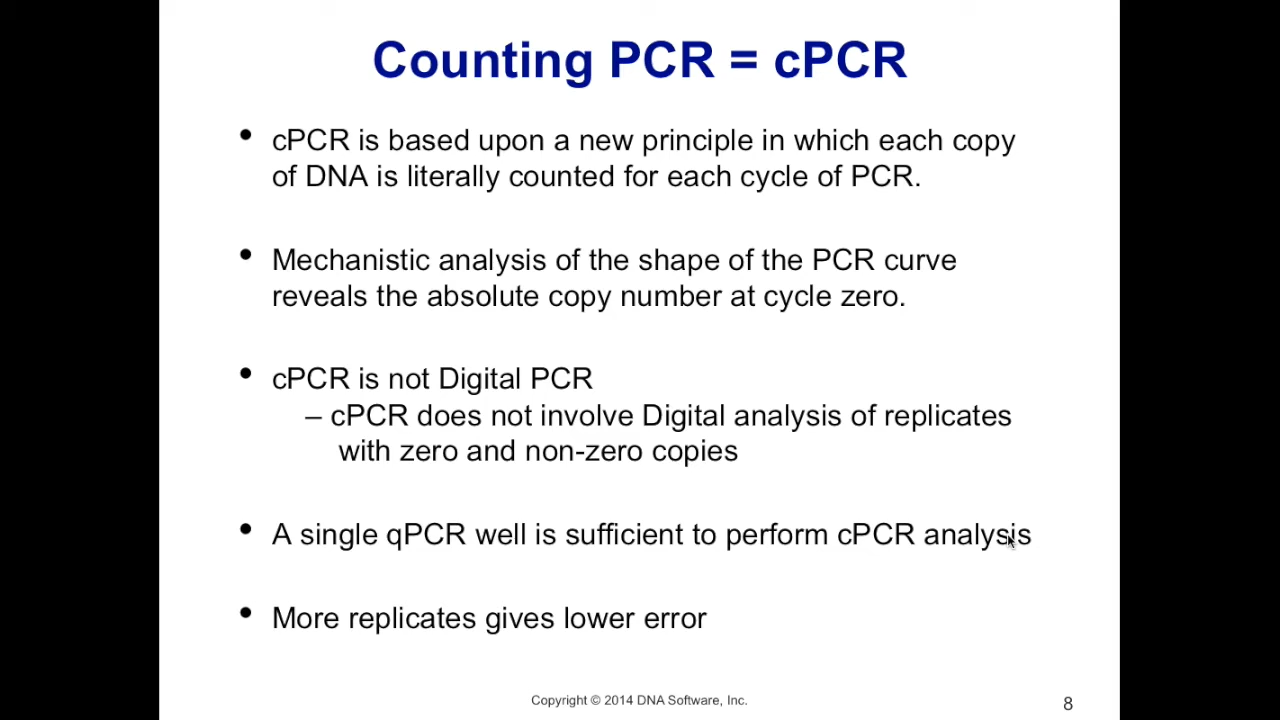 Counting PCR = cPCR
• cPCR is based upon a new principle in which each copy
of DNA is literally counted for each cycle of PCR.
• Mechanistic analysis of the shape of the PCR curve
reveals the absolute copy number at cycle zero.
• cPCR is not Digital PCR
– cPCR does not involve Digital analysis of replicates
with zero and non-zero copies
• A single qPCR well is sufficient to perform cPCR analysis
• More replicates gives lower error
Copyright © 2014 DNA Software, Inc.
8